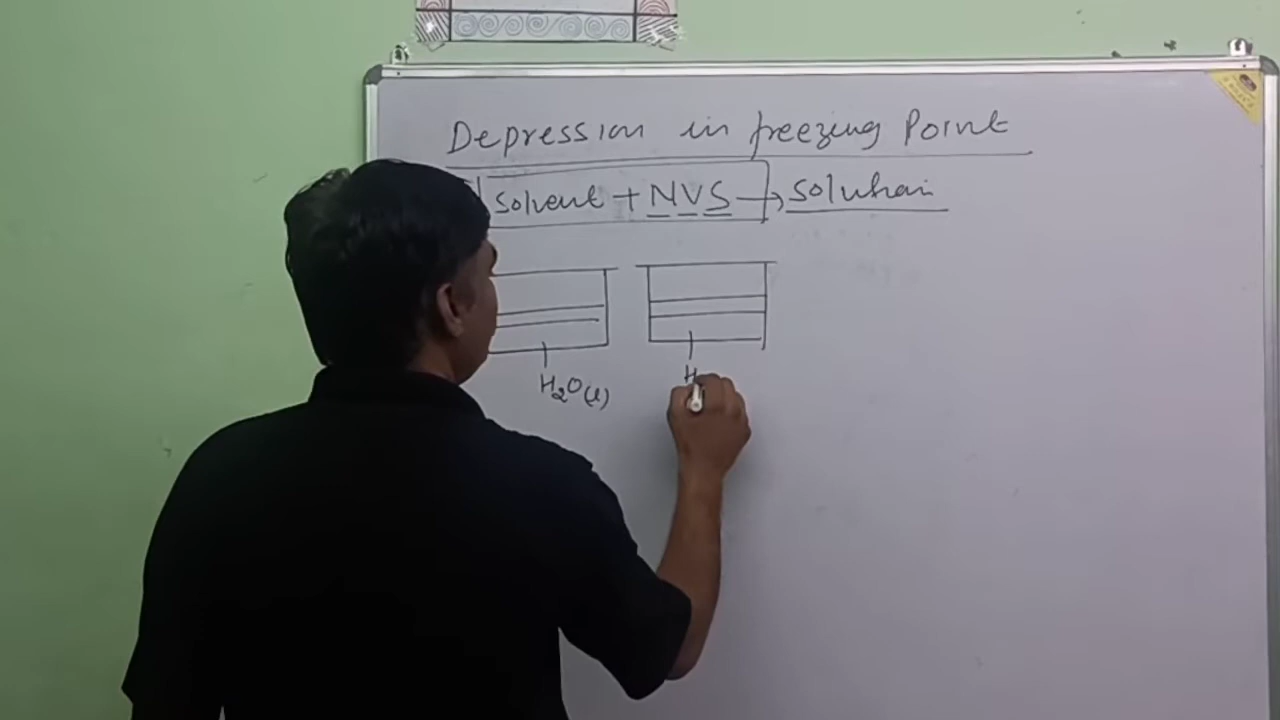 Depression in freezing Point
Solvent + NVS → Solution
H₂O(l)
H